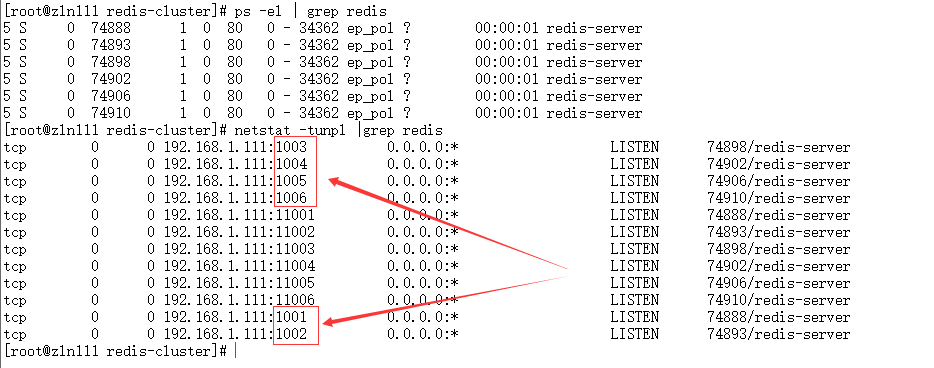 [root@zln111 redis-cluster]# ps -el | grep redis
5 S     0  74888      1  0  80   0 - 34362 ep_pol ?        00:00:01 redis-server
5 S     0  74893      1  0  80   0 - 34362 ep_pol ?        00:00:01 redis-server
5 S     0  74898      1  0  80   0 - 34362 ep_pol ?        00:00:01 redis-server
5 S     0  74902      1  0  80   0 - 34362 ep_pol ?        00:00:01 redis-server
5 S     0  74906      1  0  80   0 - 34362 ep_pol ?        00:00:01 redis-server
5 S     0  74910      1  0  80   0 - 34362 ep_pol ?        00:00:01 redis-server
[root@zln111 redis-cluster]# netstat -tunpl |grep redis
tcp        0      0 192.168.1.111:1003          0.0.0.0:*                   LISTEN      74898/redis-server
tcp        0      0 192.168.1.111:1004          0.0.0.0:*                   LISTEN      74902/redis-server
tcp        0      0 192.168.1.111:1005          0.0.0.0:*                   LISTEN      74906/redis-server
tcp        0      0 192.168.1.111:1006          0.0.0.0:*                   LISTEN      74910/redis-server
tcp        0      0 192.168.1.111:11001         0.0.0.0:*                   LISTEN      74888/redis-server
tcp        0      0 192.168.1.111:11002         0.0.0.0:*                   LISTEN      74893/redis-server
tcp        0      0 192.168.1.111:11003         0.0.0.0:*                   LISTEN      74898/redis-server
tcp        0      0 192.168.1.111:11004         0.0.0.0:*                   LISTEN      74902/redis-server
tcp        0      0 192.168.1.111:11005         0.0.0.0:*                   LISTEN      74906/redis-server
tcp        0      0 192.168.1.111:11006         0.0.0.0:*                   LISTEN      74910/redis-server
tcp        0      0 192.168.1.111:1001          0.0.0.0:*                   LISTEN      74888/redis-server
tcp        0      0 192.168.1.111:1002          0.0.0.0:*                   LISTEN      74893/redis-server
[root@zln111 redis-cluster]#